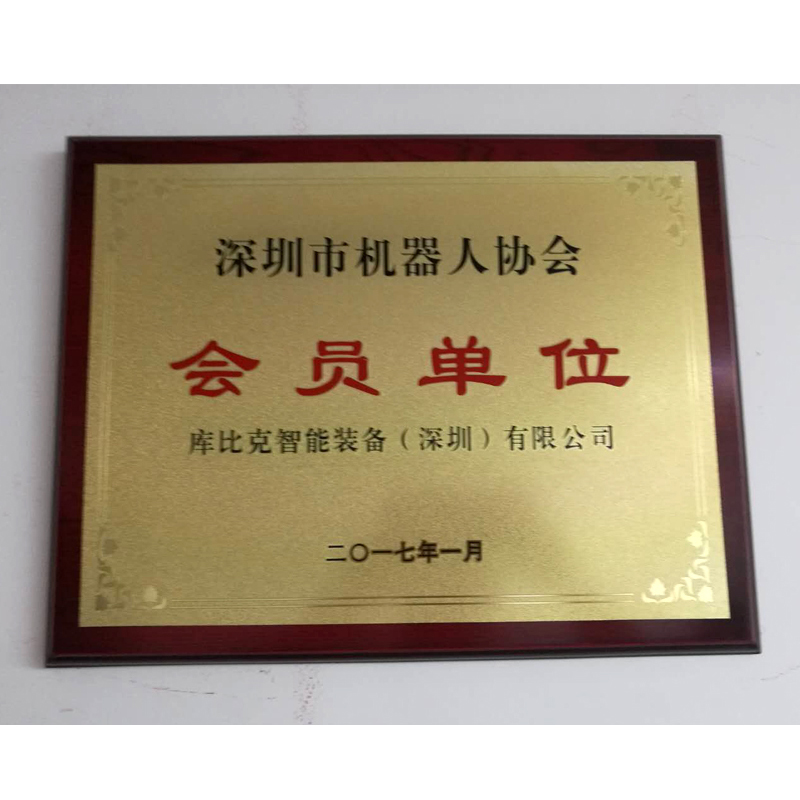 深圳市机器人协会
会员单位
库比克智能装备（深圳）有限公司
二〇一七年一月